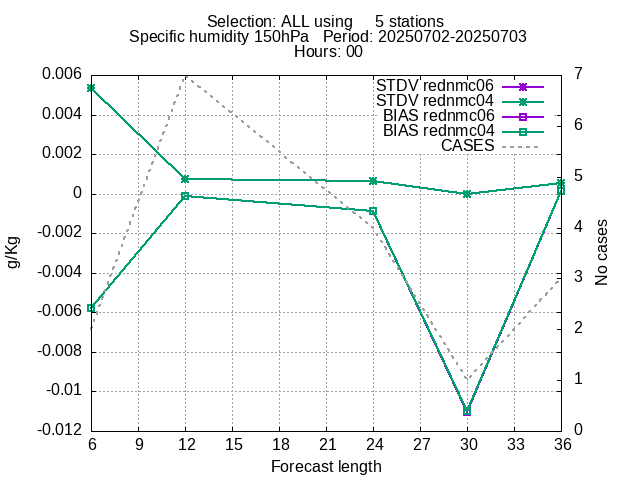 Selection: ALL using     5 stations
Specific humidity 150hPa   Period: 20250702-20250703
Hours: 00
STDV rednmc06
STDV rednmc04
BIAS rednmc06
BIAS rednmc04
CASES
0.006
0.004
0.002
0
-0.002
-0.004
-0.006
-0.008
-0.01
-0.012
g/Kg
7
6
5
4
3
2
1
0
No cases
6 9 12 15 18 21 24 27 30 33 36
Forecast length